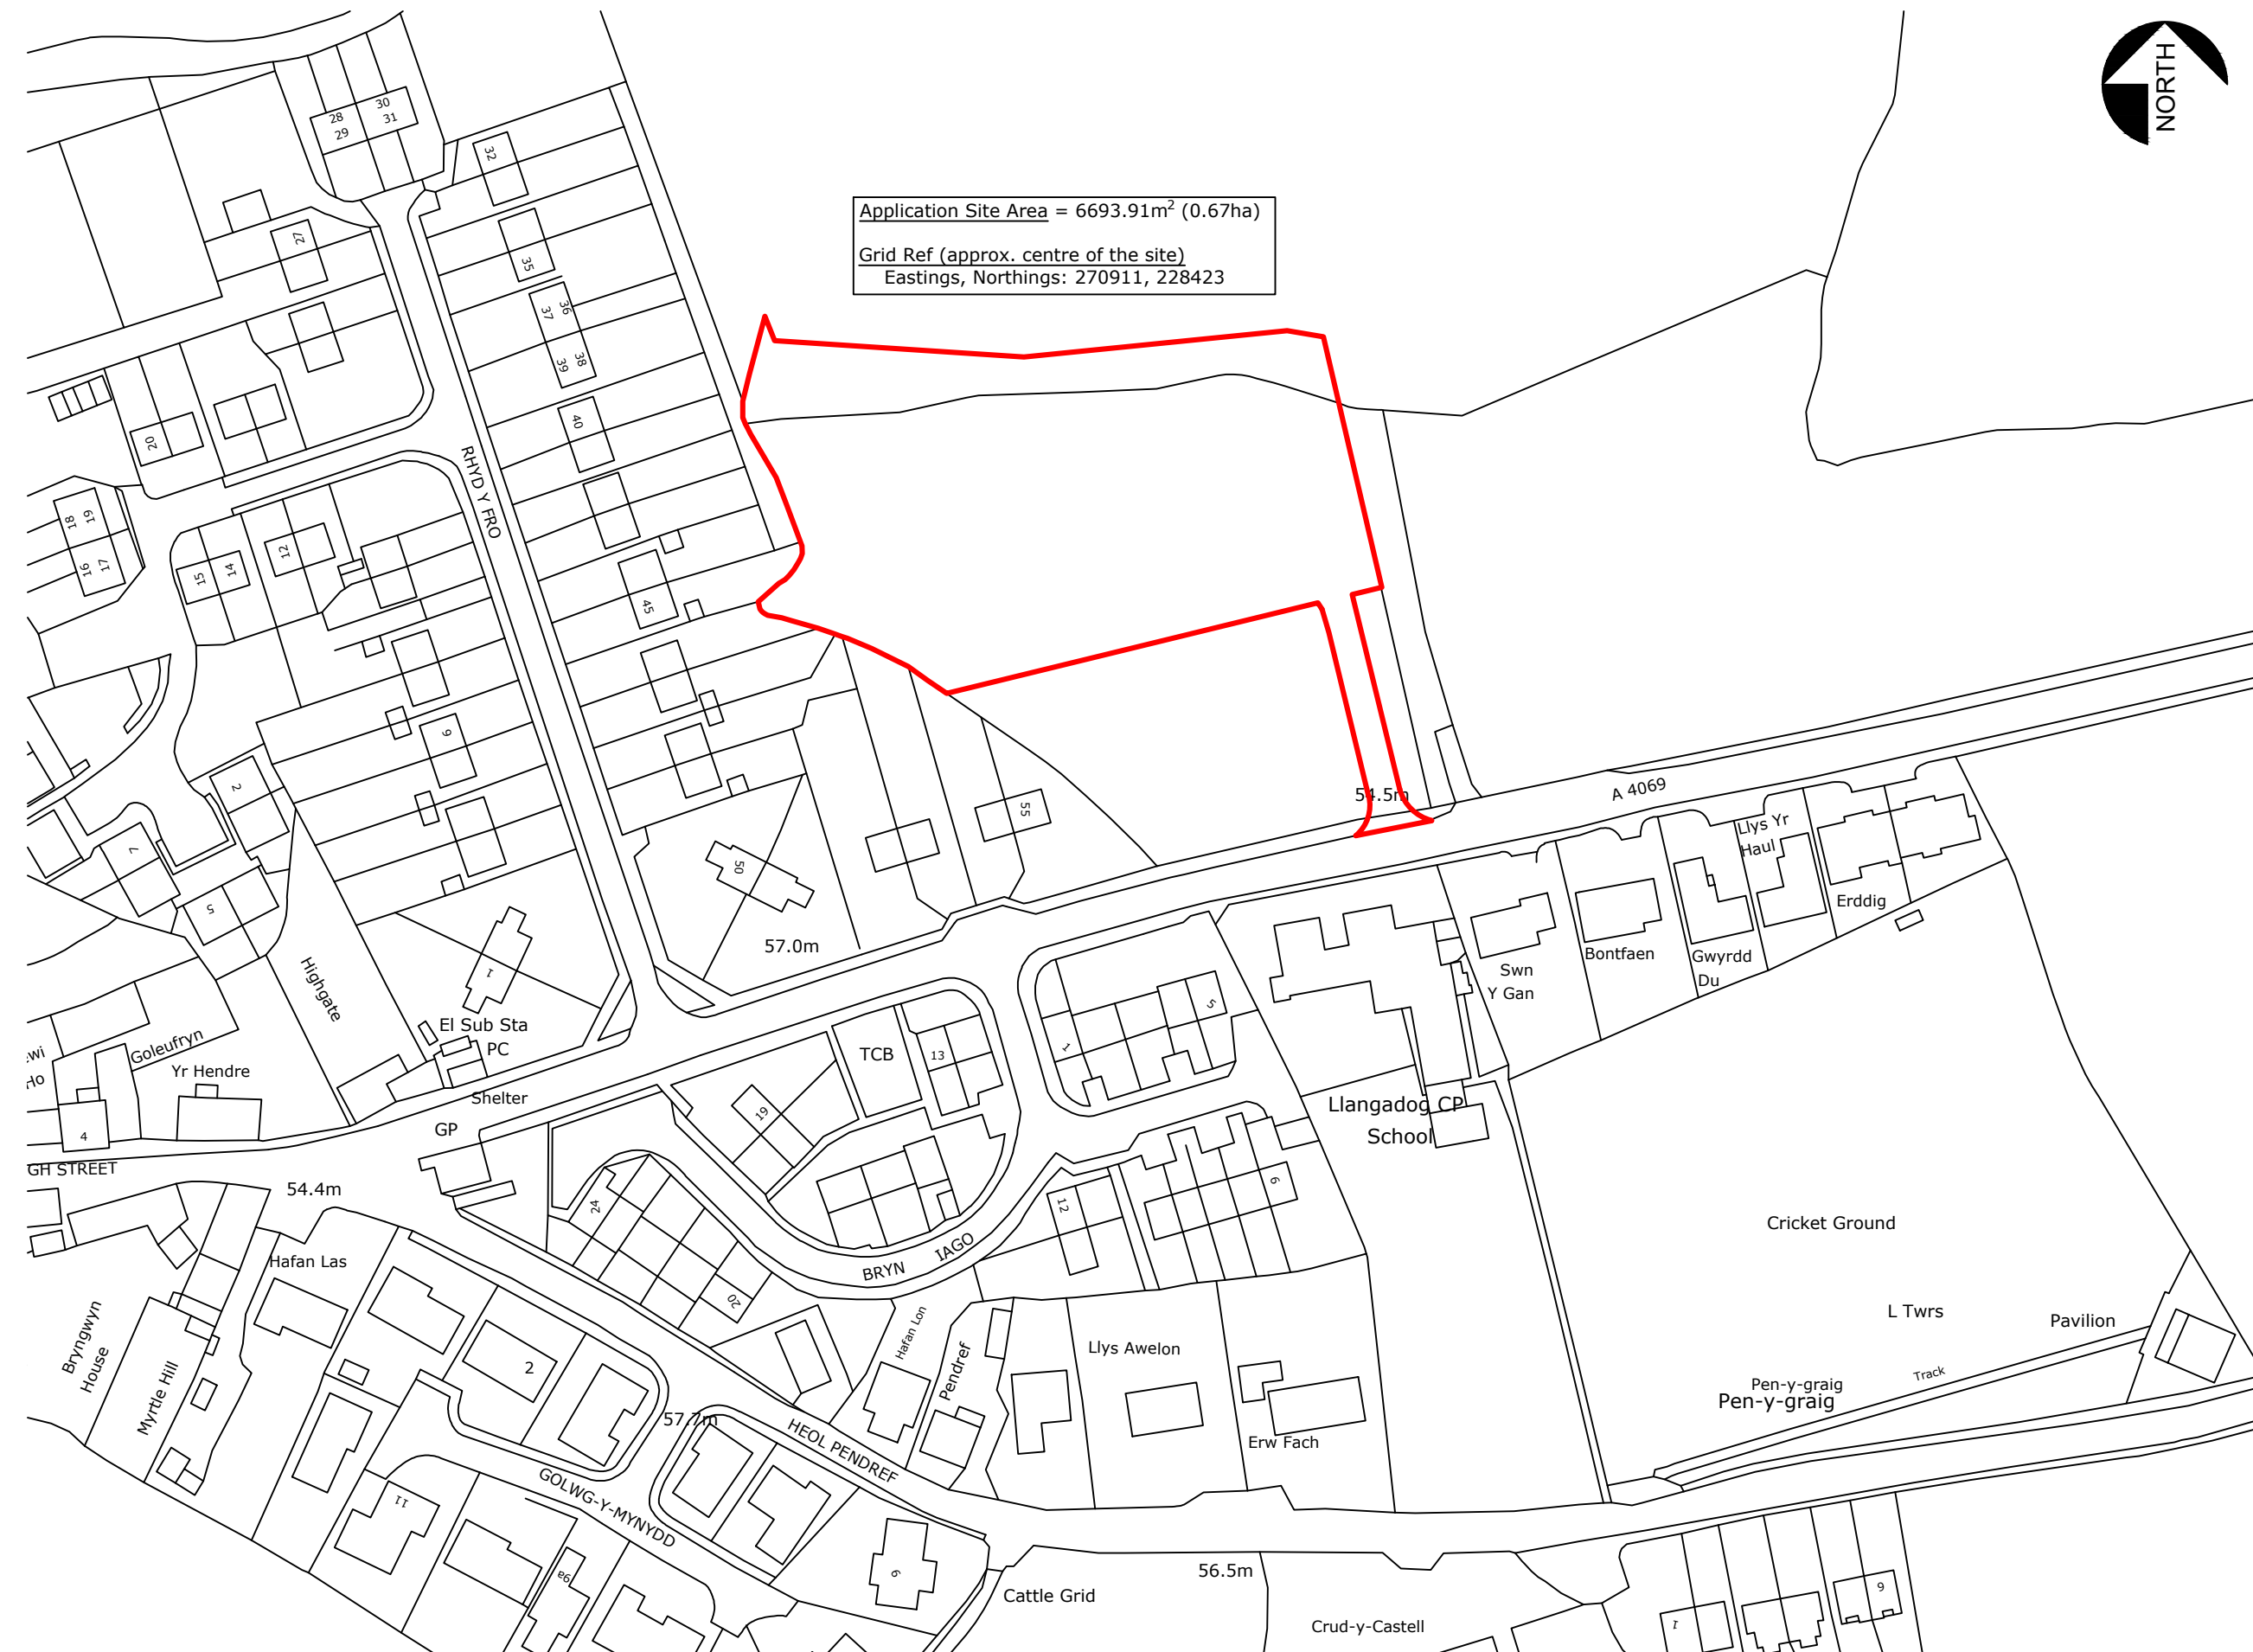 NORTH
30
28
31
29
32
Application Site Area = 6693.91m² (0.67ha)
Grid Ref (approx. centre of the site)
Eastings, Northings: 270911, 228423
27
35
36
37
38
39
40
20
RHYD Y FRO
19
18
17
16
12
14
15
45
9
2
7
5
50
55
54.5m
A 4069
Llys Yr
Haul
Erddig
Bontfaen
Gwyrdd
Du
Swn
Y Gan
57.0m
1
Highgate
El Sub Sta
PC
Shelter
GP
Goleufryn
Yr Hendre
Ho
4
GH STREET
54.4m
TCB
13
19
1
5
Llangadog CP
School
24
20
12
6
BRYN IAGO
Cricket Ground
L Twrs
Pavilion
Track
Pen-y-graig
Pen-y-graig
Hafan Las
Bryngwyn
House
Myrtle Hill
2
57.7m
HEOL PENDREF
Hafan Lon
Pendref
Llys Awelon
Erw Fach
GOLWG-Y-MYNYDD
11
9a
Cattle Grid
56.5m
Crud-y-Castell
1